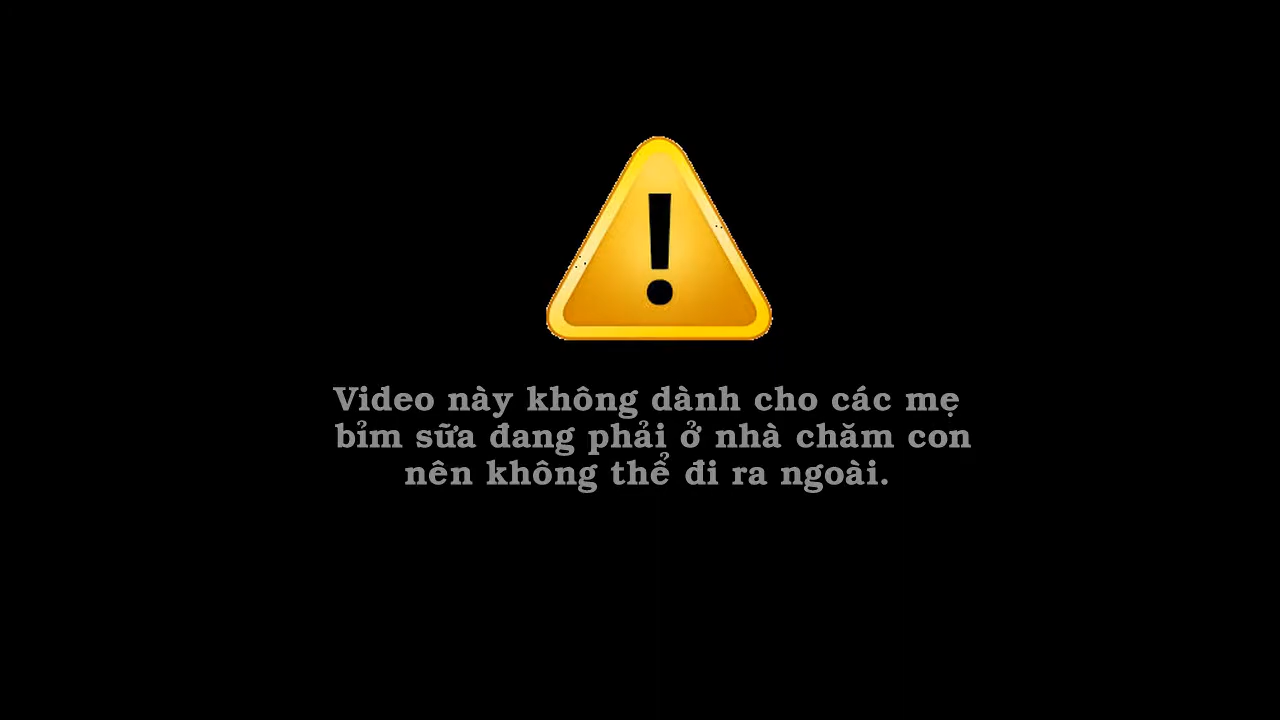 Video này không dành cho các mẹ
bỉm sữa đang phải ở nhà chăm con
nên không thể đi ra ngoài.